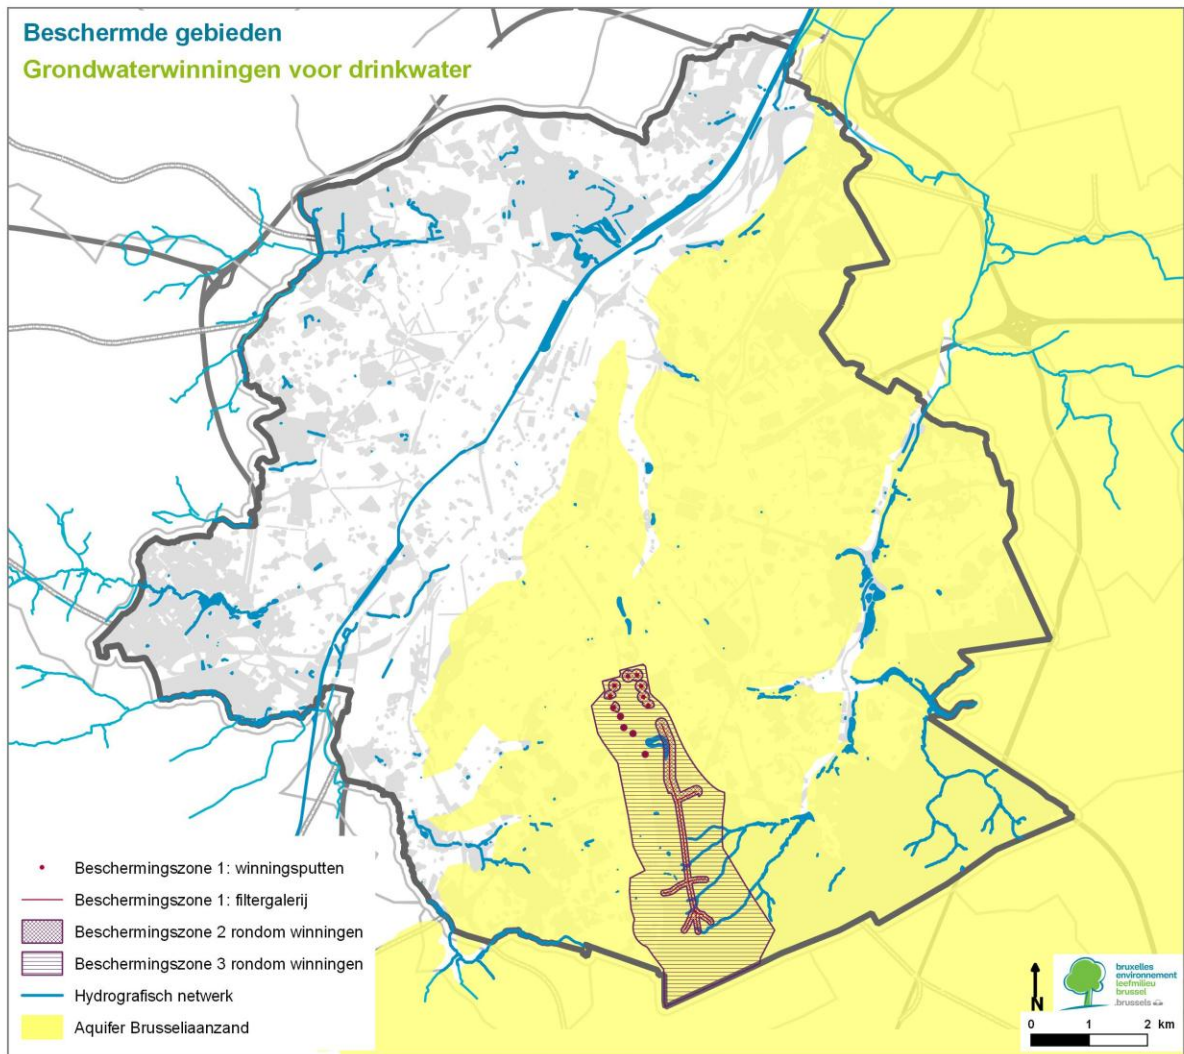 Beschermde gebieden
Grondwaterwinningen voor drinkwater
Beschermingszone 1: winningsputten
Beschermingszone 1: filtergalerij
Beschermingszone 2 rondom winningen
Beschermingszone 3 rondom winningen
Hydrografisch netwerk
Aquifer Brusseliaanzand
N
bruxelles
environnement
leefmilieu
brussel
.brussels
0 1 2 km